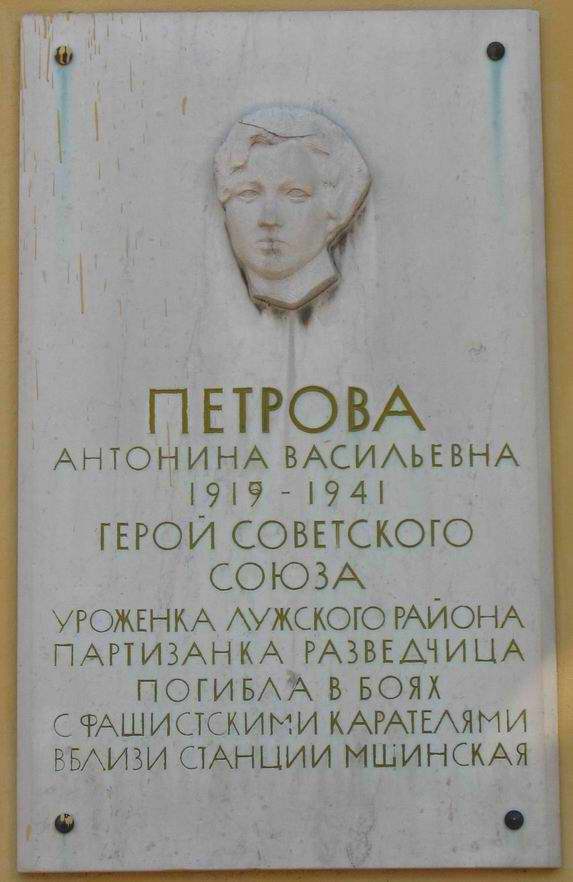 ПЕТРОВА
АНТОНИНА ВАСИЛЬЕВНА
1919 - 1941
ГЕРОЙ СОВЕТСКОГО
СОЮЗА
УРОЖЕНКА ЛУЖСКОГО РАЙОНА
ПАРТИЗАНКА РАЗВЕДЧИЦА
ПОГИБЛА В БОЯХ
С ФАШИСТСКИМИ КАРАТЕЛЯМИ
ВБЛИЗИ СТАНЦИИ МШИНСКАЯ